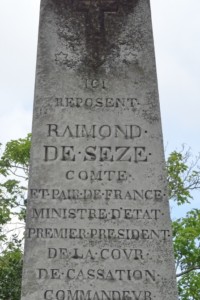 ICI
REPOSENT
RAIMOND·
DE·SEZE·
COMTE·
ET·PAIR·DE·FRANCE·
MINISTRE·D'ETAT·
PREMIER·PRESIDENT·
DE·LA·COVR·
DE·CASSATION·
COMMANDEVR